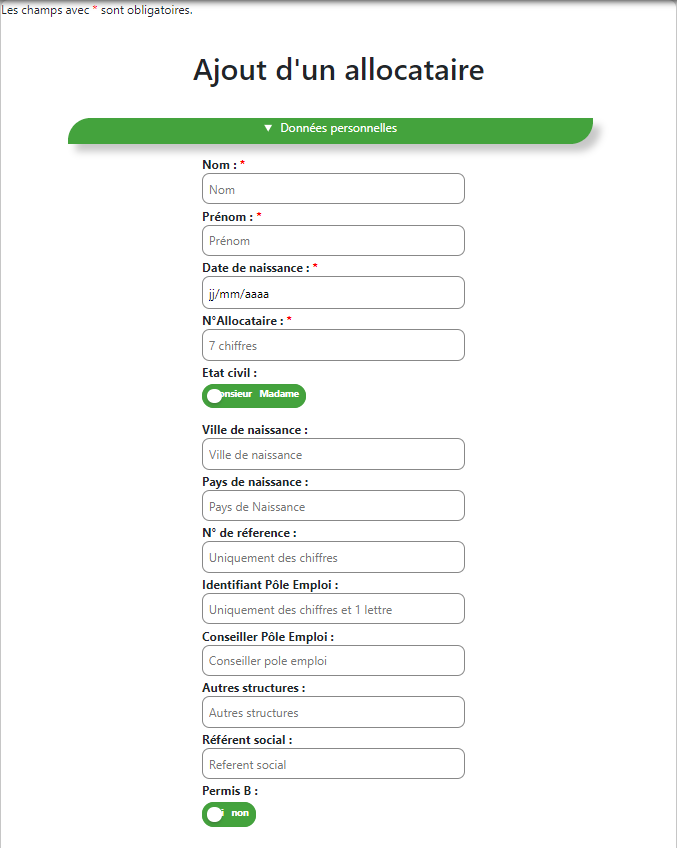 Les champs avec * sont obligatoires.
Ajout d'un allocataire
▼ Données personnelles
Nom : *
Nom
Prénom : *
Prénom
Date de naissance : *
jj/mm/aaaa
N°Allocataire : *
7 chiffres
Etat civil :
Madame
Ville de naissance :
Ville de naissance
Pays de naissance :
Pays de Naissance
N° de réference :
Uniquement des chiffres
Identifiant Pôle Emploi :
Uniquement des chiffres et 1 lettre
Conseiller Pôle Emploi :
Conseiller pole emploi
Autres structures :
Autres structures
Référent social :
Referent social
Permis B :
non